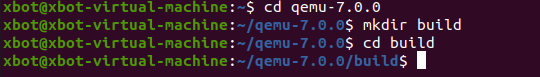 xbot@xbot-virtual-machine:~$ cd qemu-7.0.0
xbot@xbot-virtual-machine:~/qemu-7.0.0$ mkdir build
xbot@xbot-virtual-machine:~/qemu-7.0.0$ cd build
xbot@xbot-virtual-machine:~/qemu-7.0.0/build$